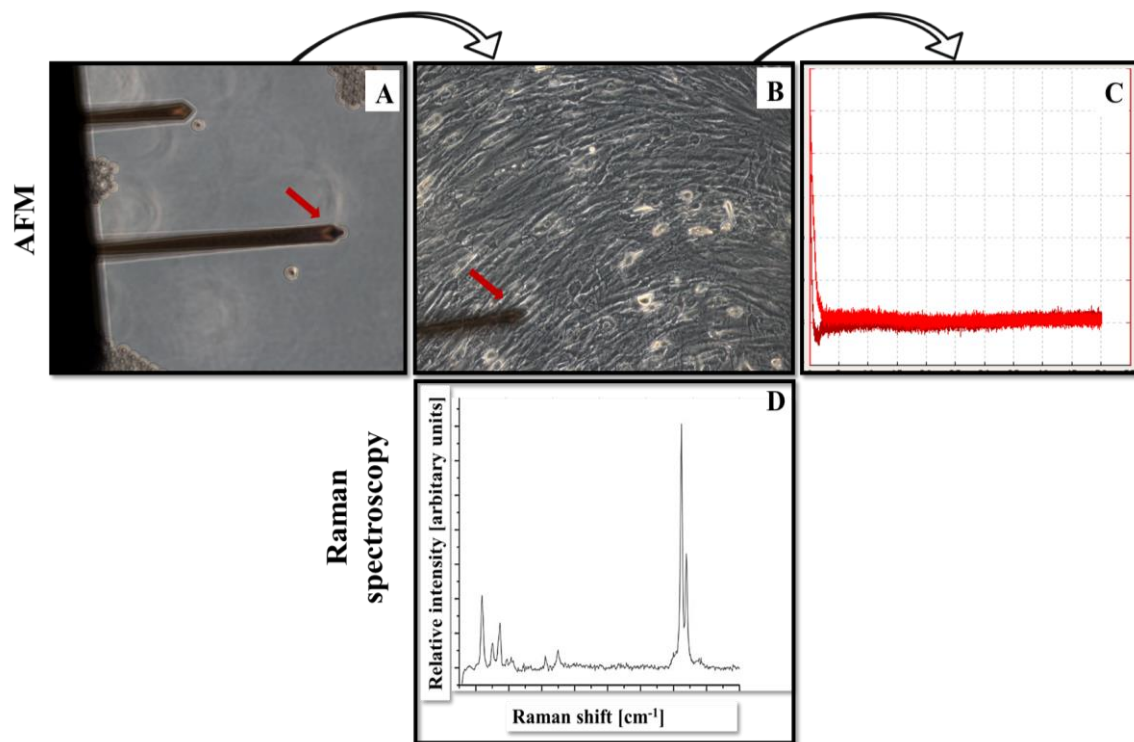 A
B
C
AFM
D
Raman
spectroscopy
Relative intensity [arbitary units]
Raman shift [cm⁻¹]